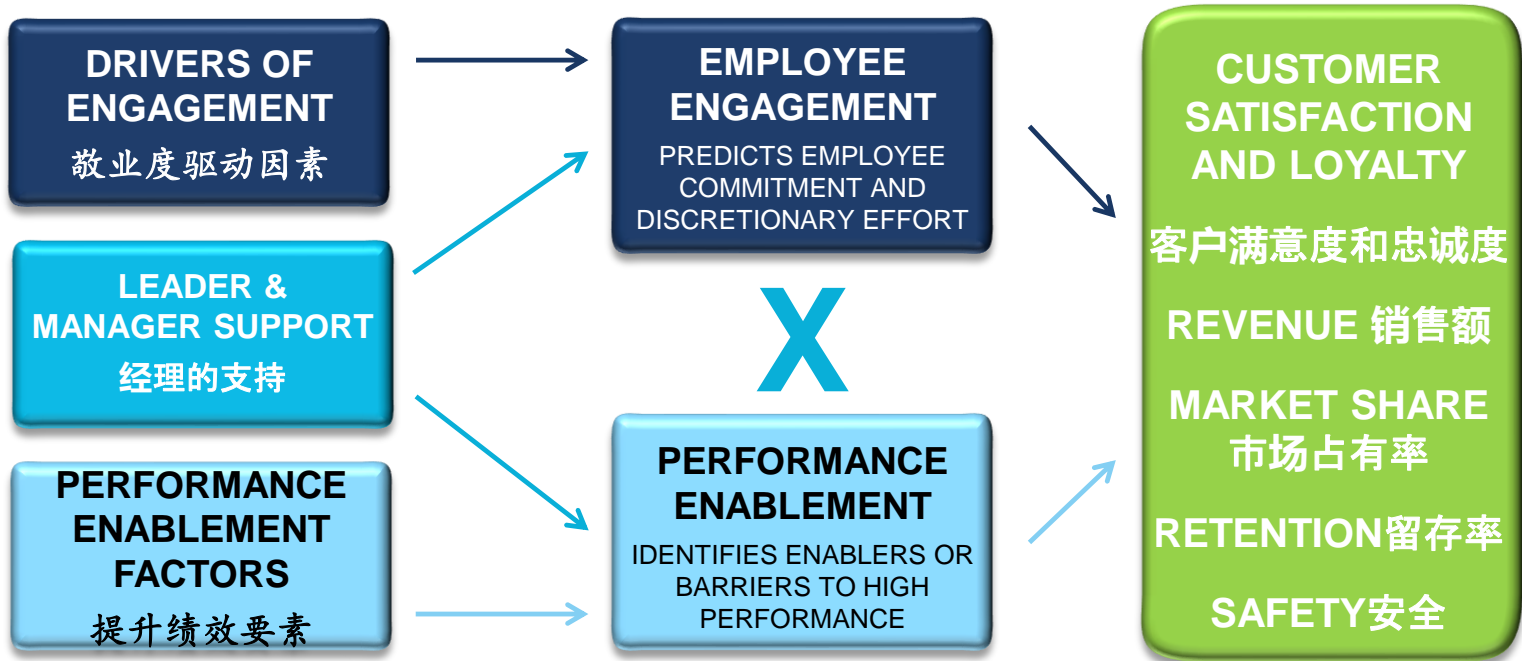 DRIVERS OF
ENGAGEMENT
敬业度驱动因素
LEADER &
MANAGER SUPPORT
经理的支持
PERFORMANCE
ENABLEMENT
FACTORS
提升绩效要素
EMPLOYEE
ENGAGEMENT
PREDICTS EMPLOYEE
COMMITMENT AND
DISCRETIONARY EFFORT
X
PERFORMANCE
ENABLEMENT
IDENTIFIES ENABLERS OR
BARRIERS TO HIGH
PERFORMANCE
CUSTOMER
SATISFACTION
AND LOYALTY
客户满意度和忠诚度
REVENUE 销售额
MARKET SHARE
市场占有率
RETENTION留存率
SAFETY安全